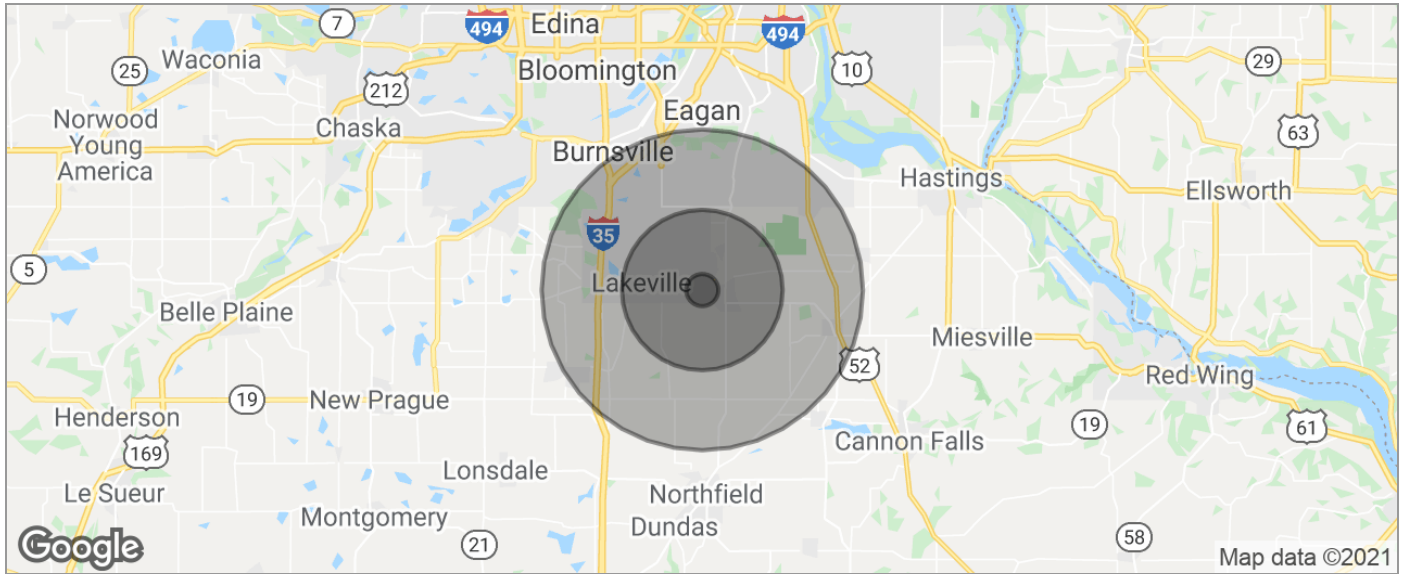 7
494
Edina
494
Waconia
25
Bloomington
10
29
212
Eagan
63
Norwood
Young
America
Chaska
Burnsville
Hastings
Ellsworth
35
5
Lakeville
Belle Plaine
Miesville
52
Red Wing
19
New Prague
Henderson
19
61
169
Cannon Falls
Lonsdale
Le Sueur
Northfield
Montgomery
Dundas
21
58
Google
Map data ©2021